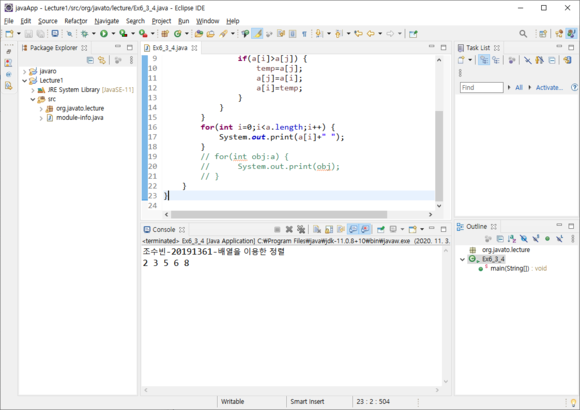 javaApp - Lecture1/src/org/javato/lecture/Ex6_3_4.java - Eclipse IDE
File Edit Source Refactor Navigate Search Project Run Window Help
Package Explorer
javaro
Lecture1
JRE System Library [JavaSE-11]
src
org.javato.lecture
module-info.java
Ex6_3_4.java
9 if(a[i]>a[j]) {
10 temp=a[j];
11 a[j]=a[i];
12 a[i]=temp;
13 }
14 }
15 }
16 for(int i=0;i<a.length;i++) {
17 System.out.print(a[i]+" ");
18 }
19 // for(int obj:a) {
20 // System.out.print(obj);
21 // }
22 }
23 }
24
Task List
Find
All
Activate...
Outline
org.javato.lecture
Ex6_3_4
main(String[]) : void
Console
<terminated> Ex6_3_4 [Java Application] C:₩Program Files₩java₩jdk-11.0.8+10₩bin₩javaw.exe (2020. 11. 3.
조수빈-20191361-배열을 이용한 정렬
2 3 5 6 8
Writable
Smart Insert
23 : 2 : 504